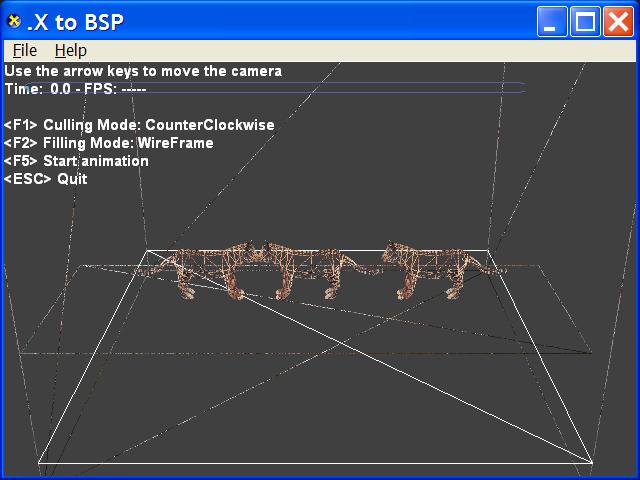 .X to BSP
File Help
Use the arrow keys to move the camera
Time: 0.0 - FPS: -----
<F1> Culling Mode: CounterClockwise
<F2> Filling Mode: WireFrame
<F5> Start animation
<ESC> Quit